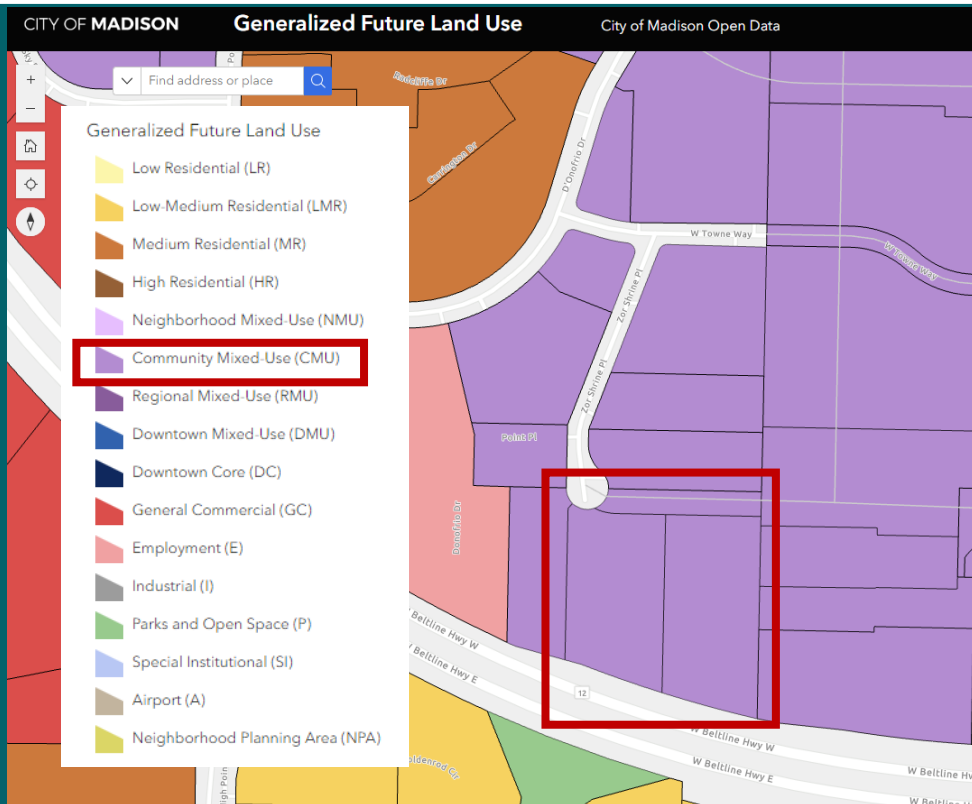 CITY OF MADISON
Generalized Future Land Use
City of Madison Open Data
Find address or place
Generalized Future Land Use
Low Residential (LR)
Low-Medium Residential (LMR)
Medium Residential (MR)
High Residential (HR)
Neighborhood Mixed-Use (NMU)
Community Mixed-Use (CMU)
Regional Mixed-Use (RMU)
Downtown Mixed-Use (DMU)
Downtown Core (DC)
General Commercial (GC)
Employment (E)
Industrial (I)
Parks and Open Space (P)
Special Institutional (SI)
Airport (A)
Neighborhood Planning Area (NPA)
Radcliffe Dr
D'Onofrio Dr
W Towne Way
W Towne Way
Zor Shrine Pl
Zor Shrine Pl
Point Pl
Donofrio Dr
W Beltline Hwy W
Beltline Hwy E
12
W Beltline Hwy W
W Beltline Hwy E
W Beltline